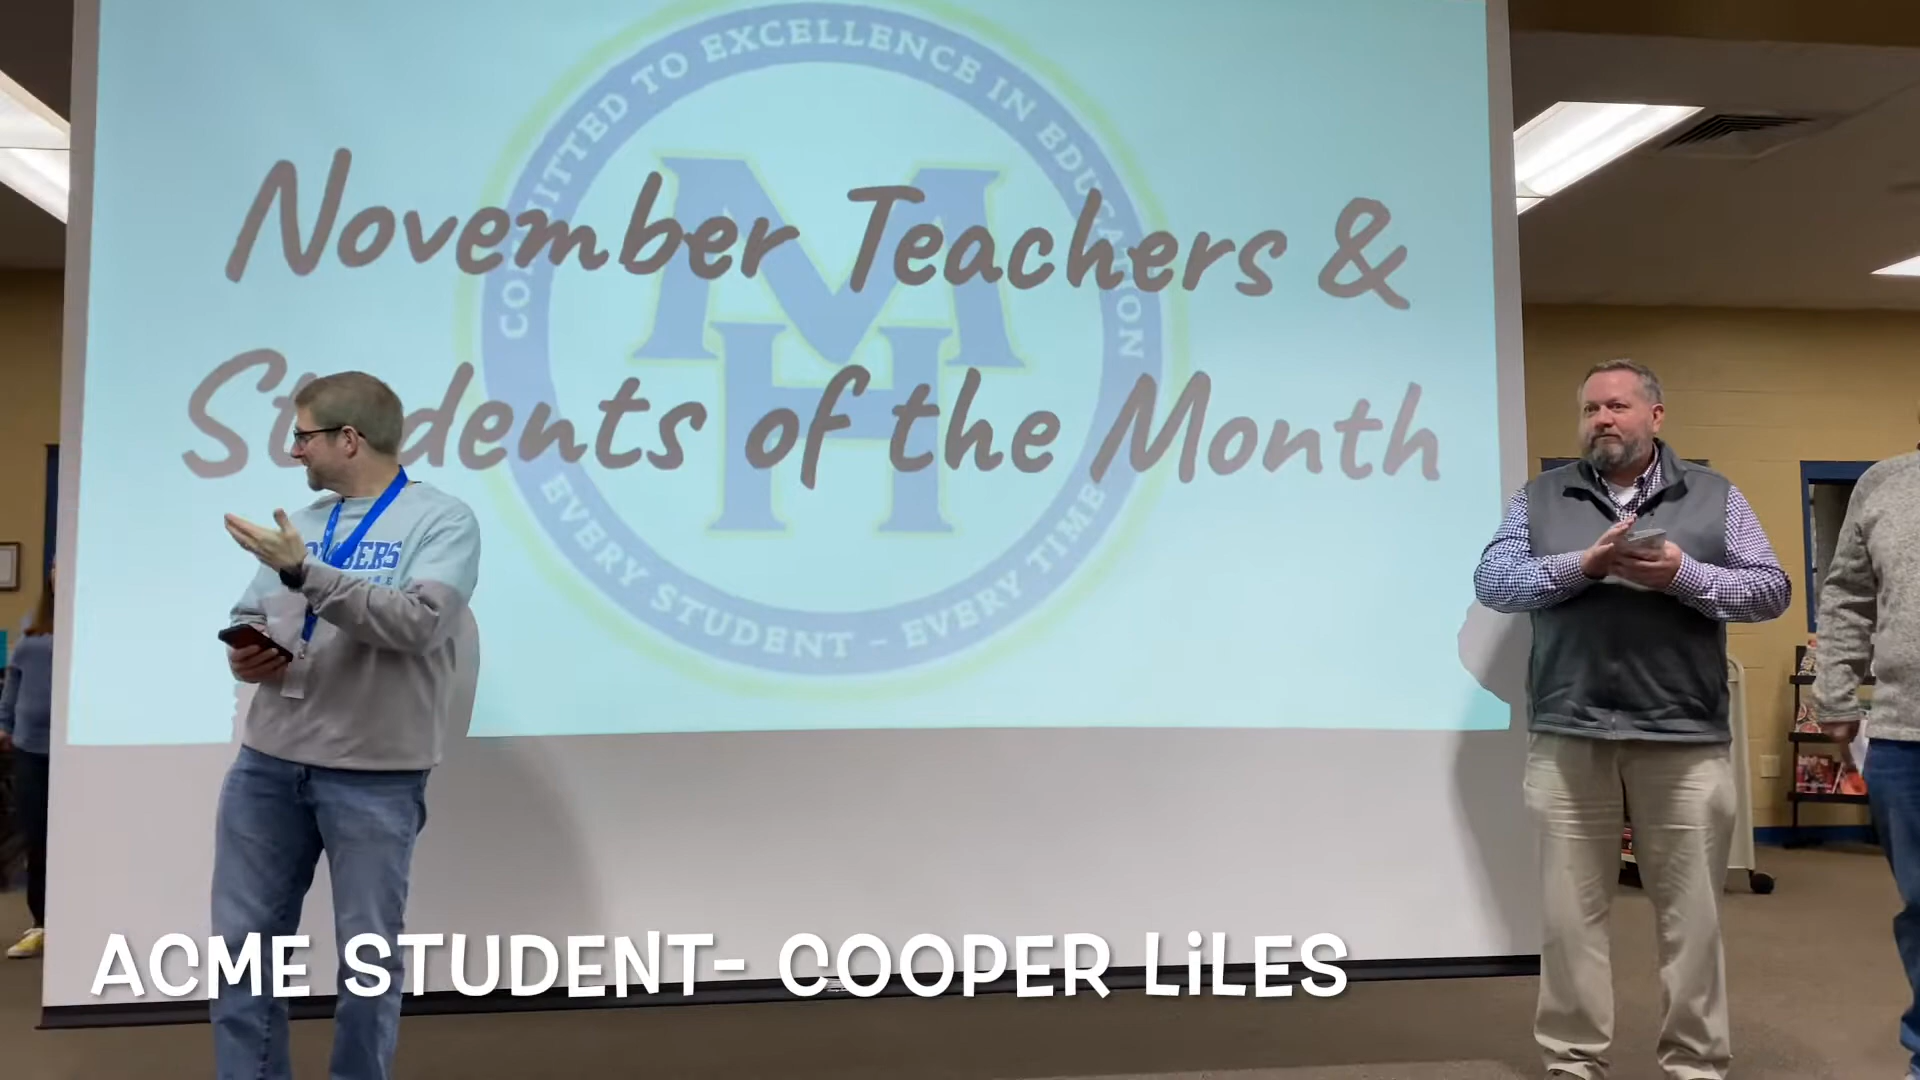 COMMITTED TO EXCELLENCE IN EDUCATION
MH
November Teachers &
Students of the Month
EVERY STUDENT - EVERY TIME
ACME STUDENT- COOPER LiLES